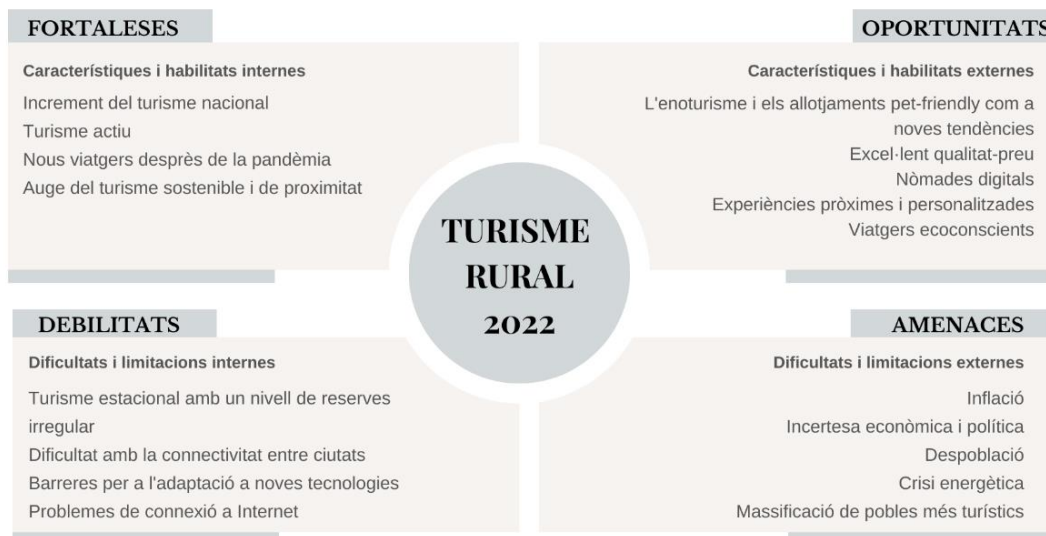 FORTALESES
Característiques i habilitats internes
Increment del turisme nacional
Turisme actiu
Nous viatgers desprès de la pandèmia
Auge del turisme sostenible i de proximitat
OPORTUNITATS
Característiques i habilitats externes
L'enoturisme i els allotjaments pet-friendly com a
noves tendències
Excel·lent qualitat-preu
Nòmades digitals
Experiències pròximes i personalitzades
Viatgers ecoconscients
TURISME
RURAL
2022
DEBILITATS
Dificultats i limitacions internes
Turisme estacional amb un nivell de reserves
irregular
Dificultat amb la connectivitat entre ciutats
Barreres per a l'adaptació a noves tecnologies
Problemes de connexió a Internet
AMENACES
Dificultats i limitacions externes
Inflació
Incertesa econòmica i política
Despoblació
Crisi energètica
Massificació de pobles més turístics